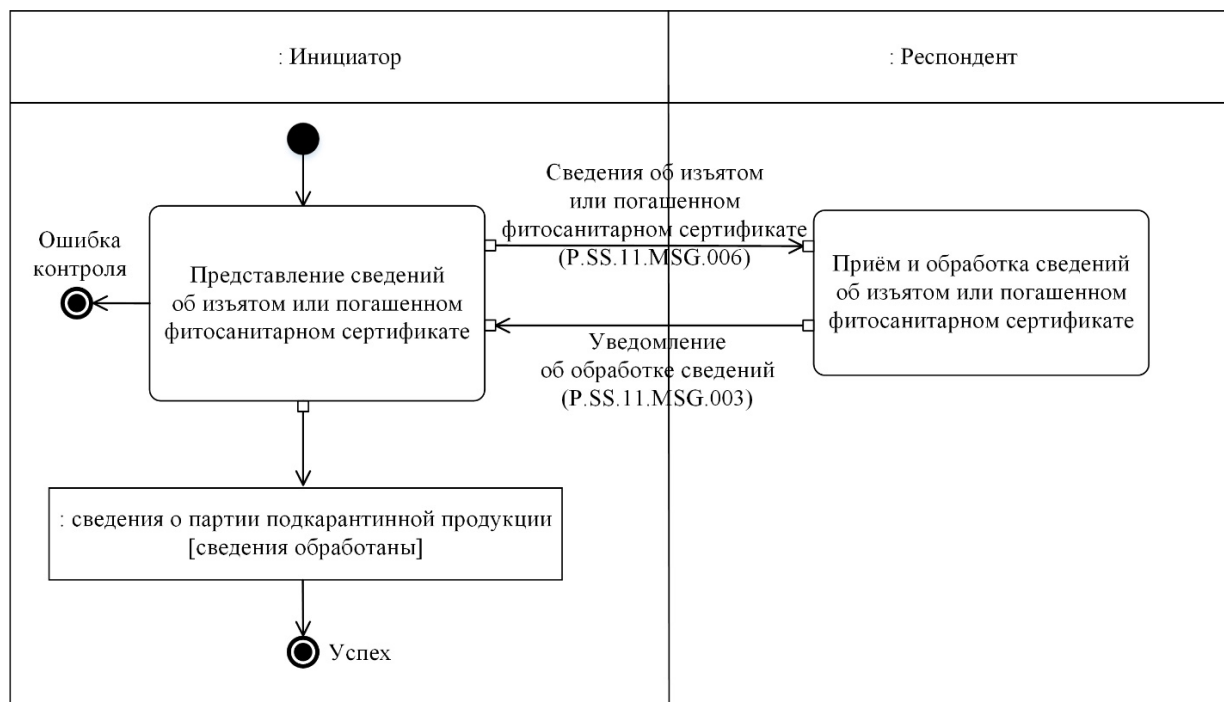 : Инициатор
: Респондент
Сведения об изъятом
или погашенном
фитосанитарном сертификате
(P.SS.11.MSG.006)
Ошибка
контроля
Представление сведений
об изъятом или погашенном
фитосанитарном сертификате
Приём и обработка сведений
об изъятом или погашенном
фитосанитарном сертификате
Уведомление
об обработке сведений
(P.SS.11.MSG.003)
: сведения о партии подкарантинной продукции
[сведения обработаны]
Успех